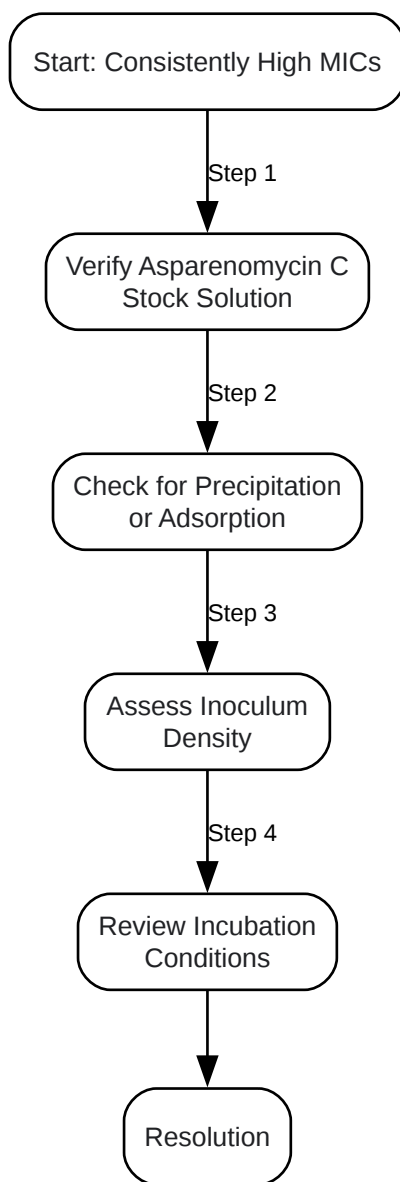 Start: Consistently High MICs
Step 1
Verify Asparenomycin C
Stock Solution
Step 2
Check for Precipitation
or Adsorption
Step 3
Assess Inoculum
Density
Step 4
Review Incubation
Conditions
Resolution